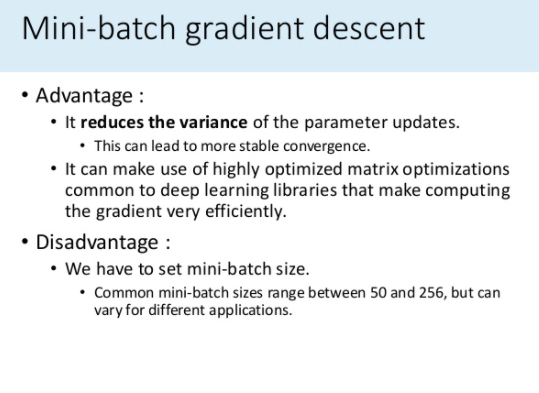 Mini-batch gradient descent
• Advantage :
• It reduces the variance of the parameter updates.
• This can lead to more stable convergence.
• It can make use of highly optimized matrix optimizations
common to deep learning libraries that make computing
the gradient very efficiently.
• Disadvantage :
• We have to set mini-batch size.
• Common mini-batch sizes range between 50 and 256, but can
vary for different applications.